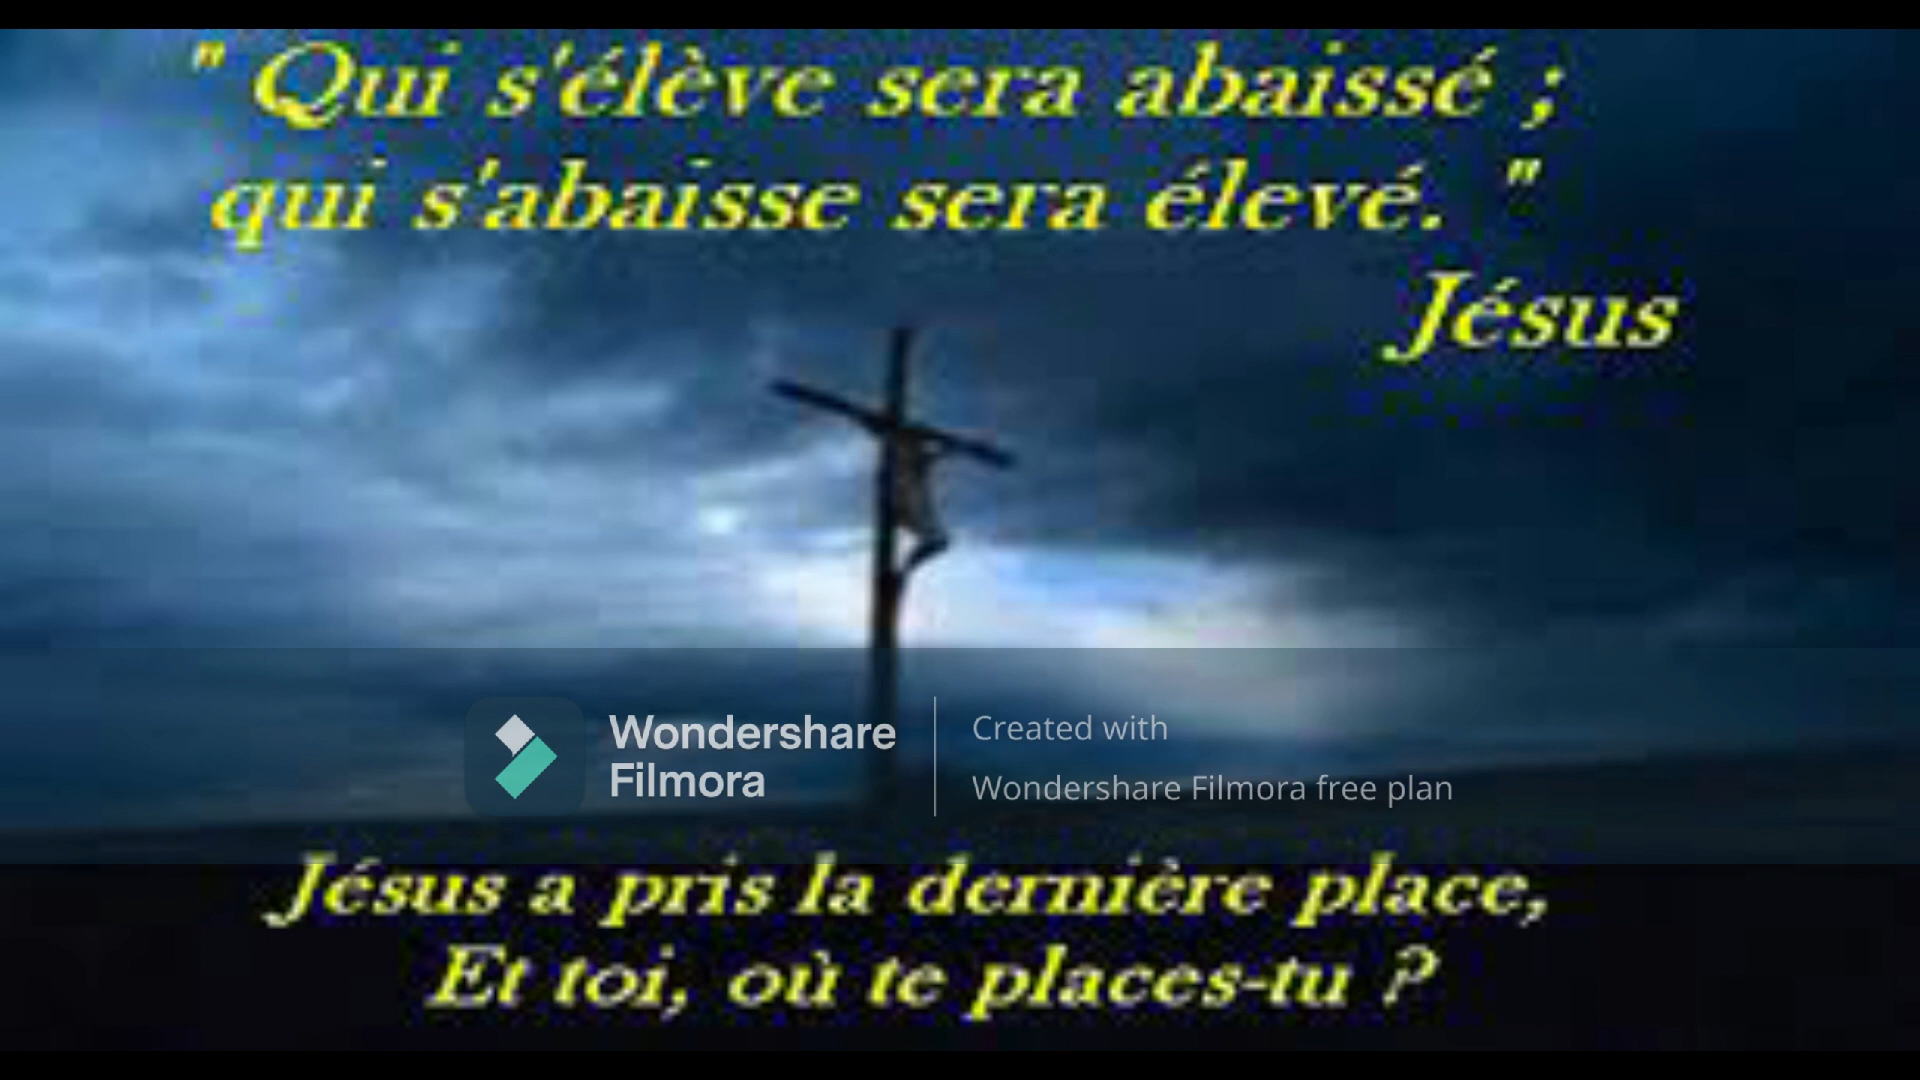 " Qui s'élève sera abaissé ;
qui s'abaisse sera élevé. "
Jésus
Wondershare
Filmora
Created with
Wondershare Filmora free plan
Jésus a pris la dernière place,
Et toi, où te places-tu ?